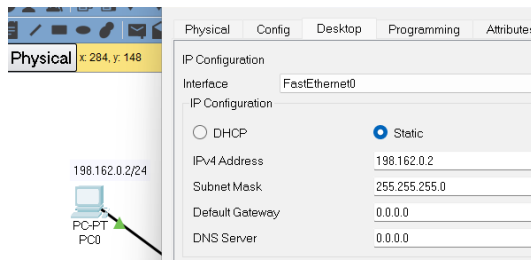 Physical x: 284, y: 148
198.162.0.2/24
PC-PT
PC0
Physical Config Desktop Programming Attributes
IP Configuration
Interface FastEthernet0
IP Configuration
DHCP Static
IPv4 Address 198.162.0.2
Subnet Mask 255.255.255.0
Default Gateway 0.0.0.0
DNS Server 0.0.0.0